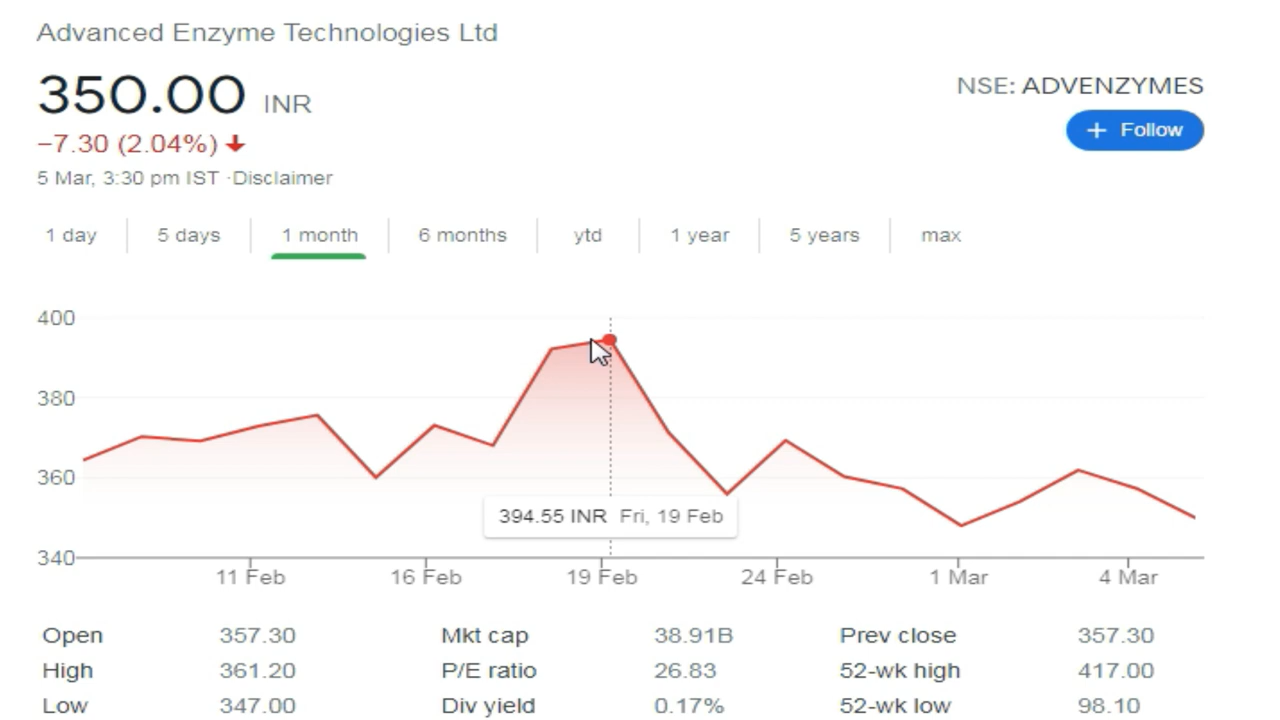 Advanced Enzyme Technologies Ltd
350.00 INR
NSE: ADVENZYMES
−7.30 (2.04%)
+ Follow
5 Mar, 3:30 pm IST ·Disclaimer
1 day 5 days 1 month 6 months ytd 1 year 5 years max
400
380
360
394.55 INR Fri, 19 Feb
340
11 Feb 16 Feb 19 Feb 24 Feb 1 Mar 4 Mar
Open 357.30 Mkt cap 38.91B Prev close 357.30
High 361.20 P/E ratio 26.83 52-wk high 417.00
Low 347.00 Div yield 0.17% 52-wk low 98.10